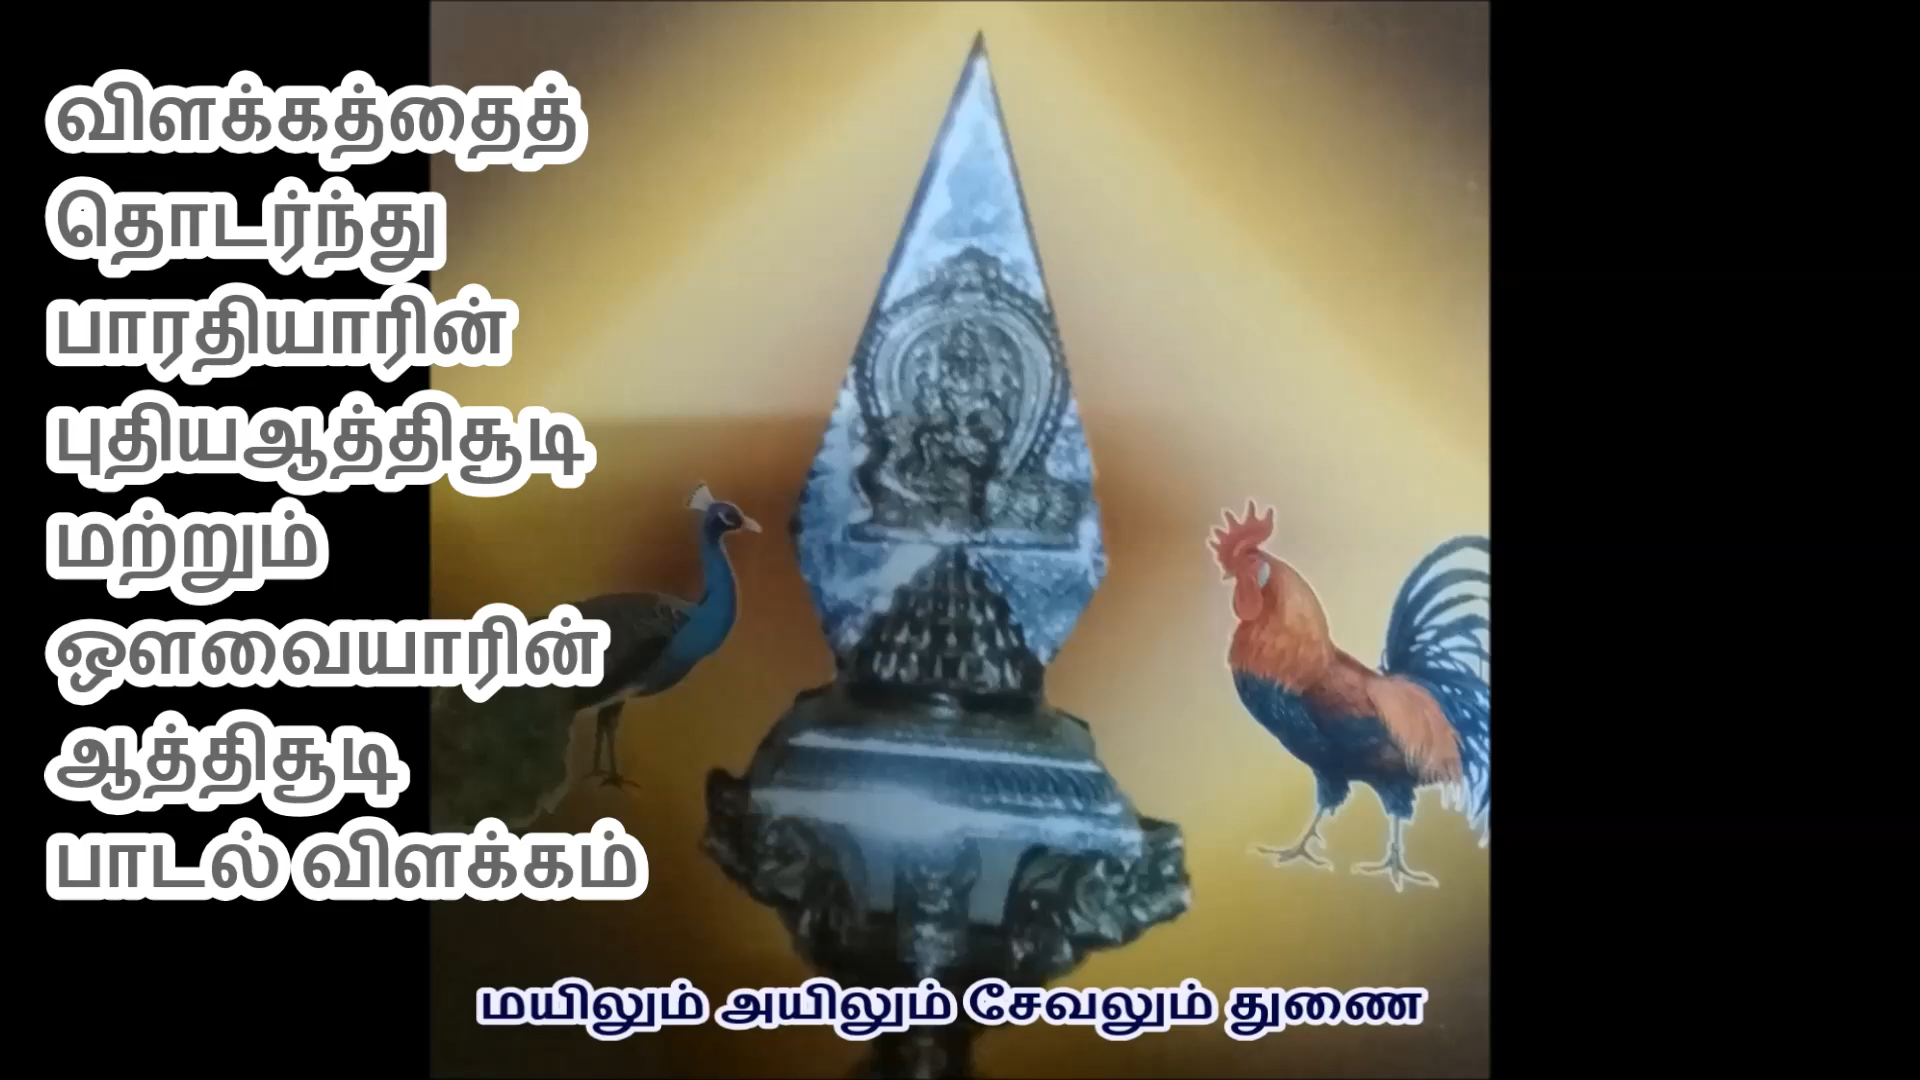 விளக்கத்தைத்
தொடர்ந்து
பாரதியாரின்
புதியஆத்திசூடி
மற்றும்
ஔவையாரின்
ஆத்திசூடி
பாடல் விளக்கம்
மயிலும் அயிலும் சேவலும் துணை